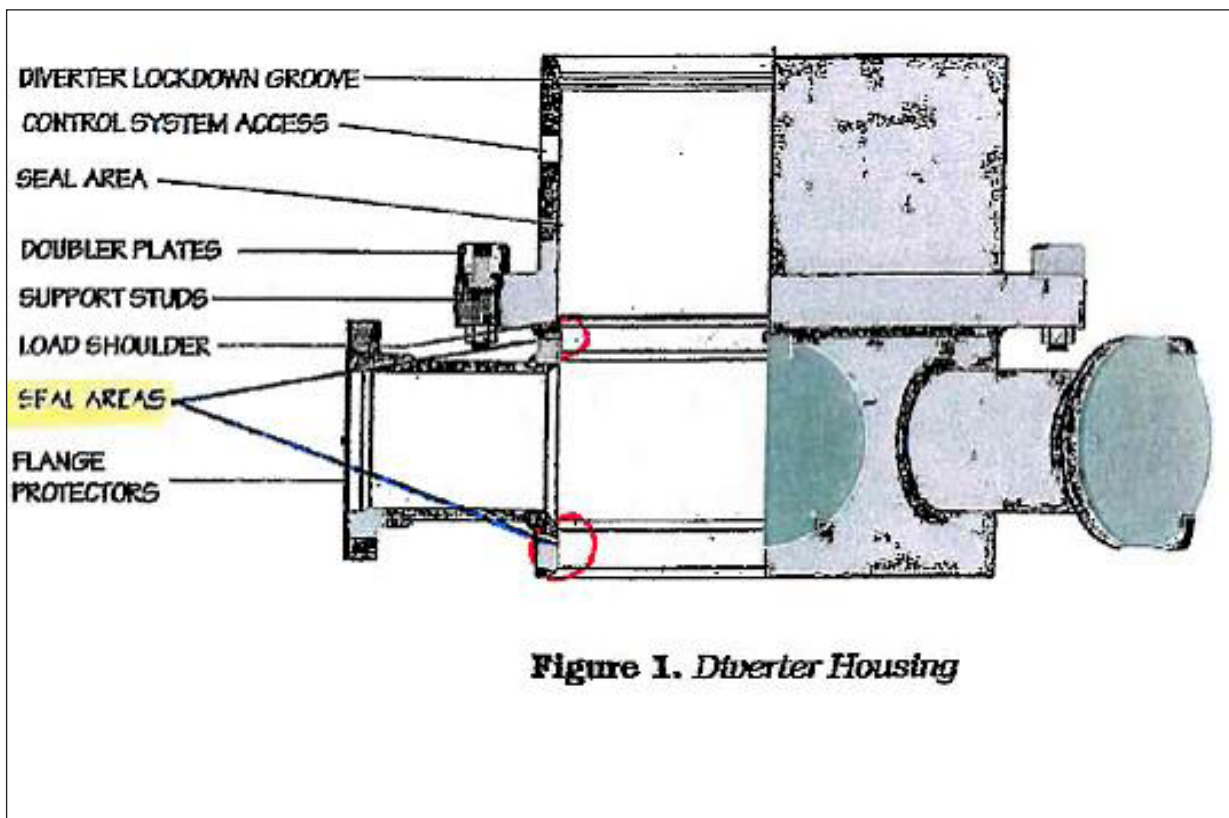 DIVERTER LOCKDOWN GROOVE
CONTROL SYSTEM ACCESS
SEAL AREA
DOUBLER PLATES
SUPPORT STUDS
LOAD SHOULDER
SEAL AREAS
FLANGE
PROTECTORS
Figure 1. Diverter Housing